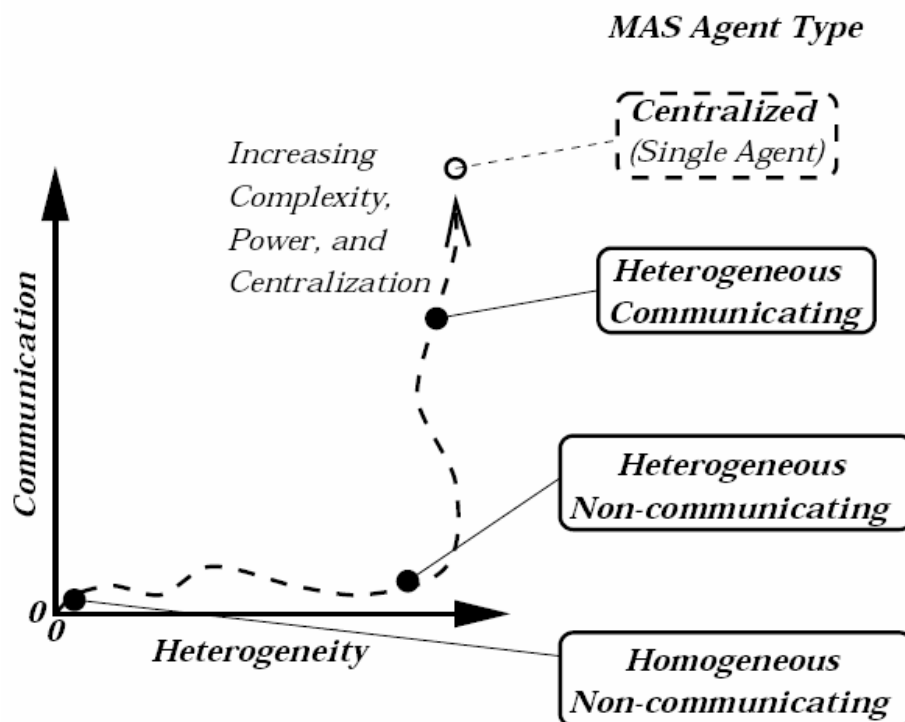 MAS Agent Type
Centralized
(Single Agent)
Increasing
Complexity,
Power, and
Centralization
Heterogeneous
Communicating
Communication
Heterogeneous
Non-communicating
0
0
Heterogeneity
Homogeneous
Non-communicating